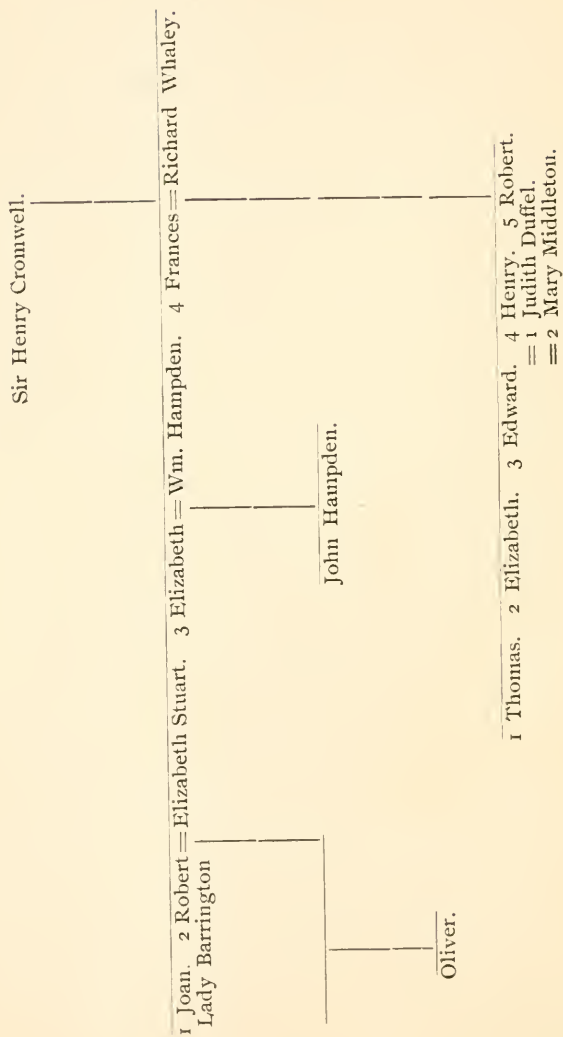 Sir Henry Cromwell.
1 Joan. 2 Robert=Elizabeth Stuart. 3 Elizabeth=Wm. Hampden. 4 Frances=Richard Whaley.
Lady Barrington
John Hampden.
Oliver.
1 Thomas. 2 Elizabeth. 3 Edward. 4 Henry. 5 Robert.
=1 Judith Duffel.
=2 Mary Middleton.